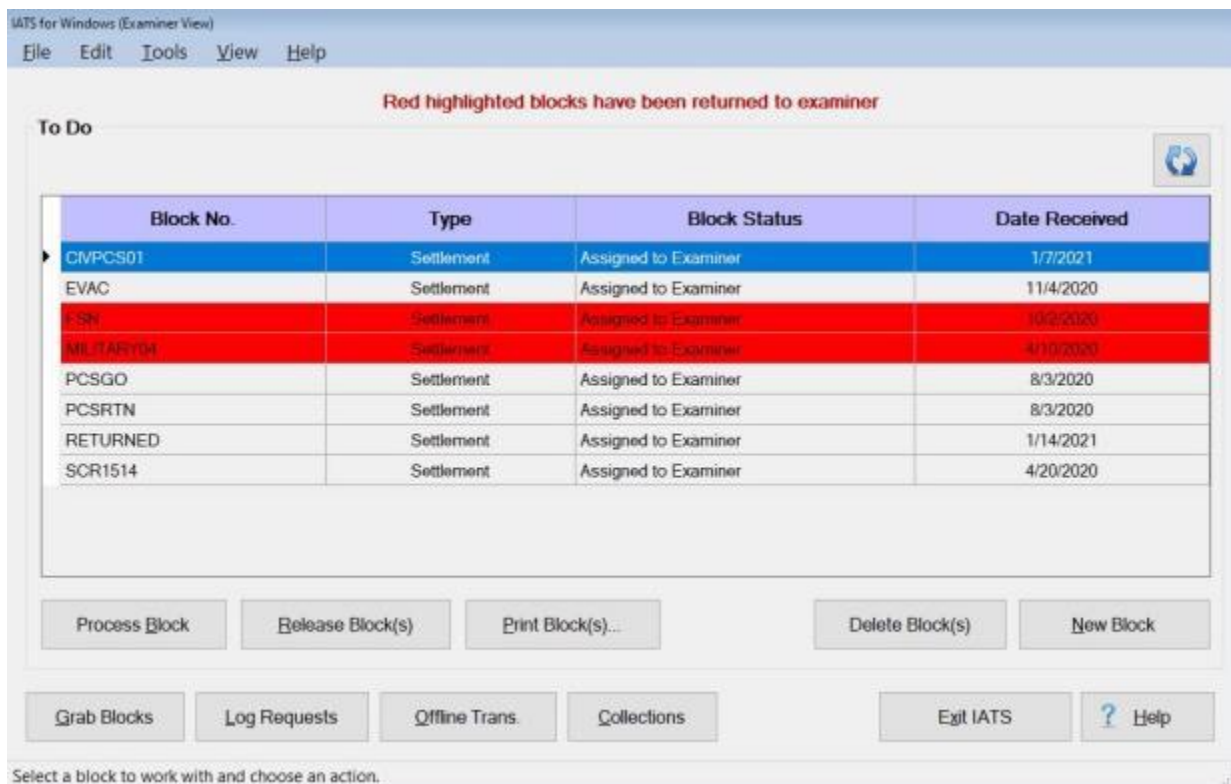 IATS for Windows (Examiner View)
File Edit Tools View Help
Red highlighted blocks have been returned to examiner
To Do
Block No. Type Block Status Date Received
CIVPCS01 Settlement Assigned to Examiner 1/7/2021
EVAC Settlement Assigned to Examiner 11/4/2020
FSN Settlement Assigned to Examiner 10/2/2020
MILITARY04 Settlement Assigned to Examiner 4/10/2020
PCSGO Settlement Assigned to Examiner 8/3/2020
PCSRTN Settlement Assigned to Examiner 8/3/2020
RETURNED Settlement Assigned to Examiner 1/14/2021
SCR1514 Settlement Assigned to Examiner 4/20/2020
Process Block Release Block(s) Print Block(s)... Delete Block(s) New Block
Grab Blocks Log Requests Offline Trans. Collections Exit IATS ? Help
Select a block to work with and choose an action.